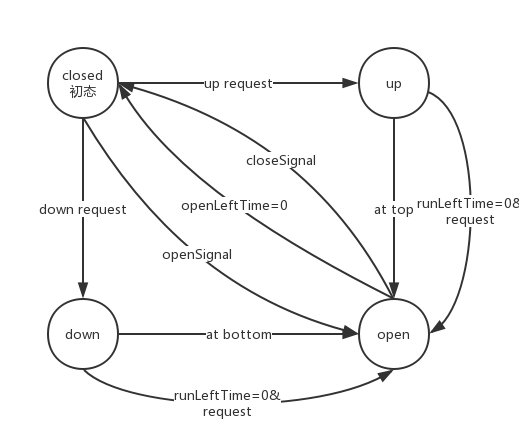 closed
初态
up request
up
closeSignal
openLeftTime=0
down request
at top
runLeftTime=0&
request
openSignal
down
at bottom
open
runLeftTime=0&
request